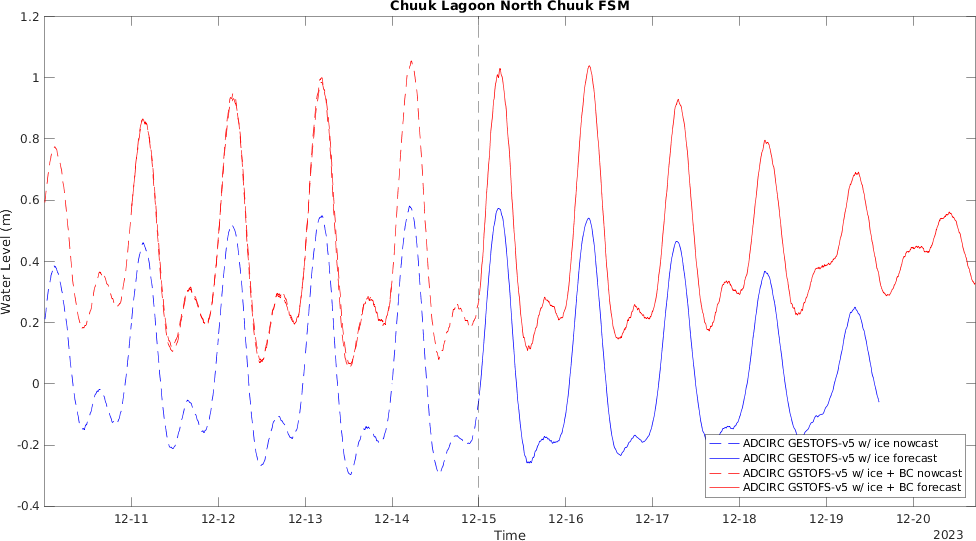 Chuuk Lagoon North Chuuk FSM
1.2
1
0.8
0.6
0.4
0.2
0
-0.2
-0.4
Water Level (m)
ADCIRC GESTOFS-v5 w/ ice nowcast
ADCIRC GESTOFS-v5 w/ ice forecast
ADCIRC GSTOFS-v5 w/ ice + BC nowcast
ADCIRC GSTOFS-v5 w/ ice + BC forecast
12-11 12-12 12-13 12-14 12-15 12-16 12-17 12-18 12-19 12-20
Time
2023